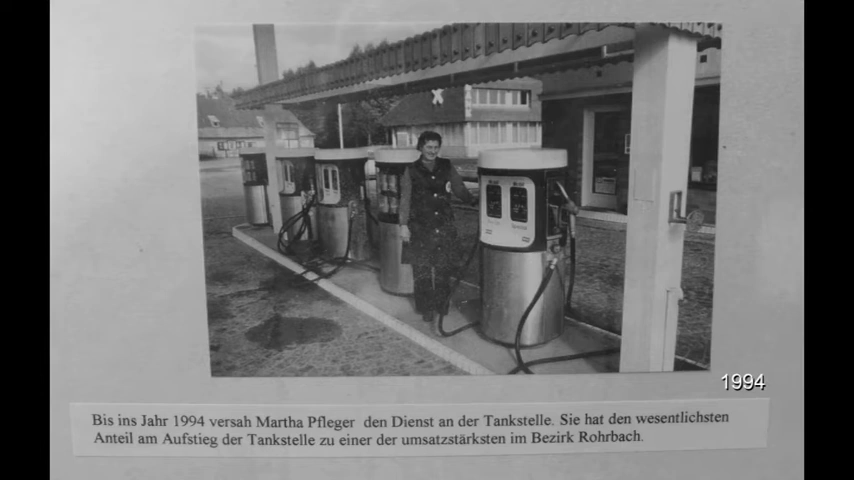 1994
Bis ins Jahr 1994 versah Martha Pfleger den Dienst an der Tankstelle. Sie hat den wesentlichsten
Anteil am Aufstieg der Tankstelle zu einer der umsatzstärksten im Bezirk Rohrbach.